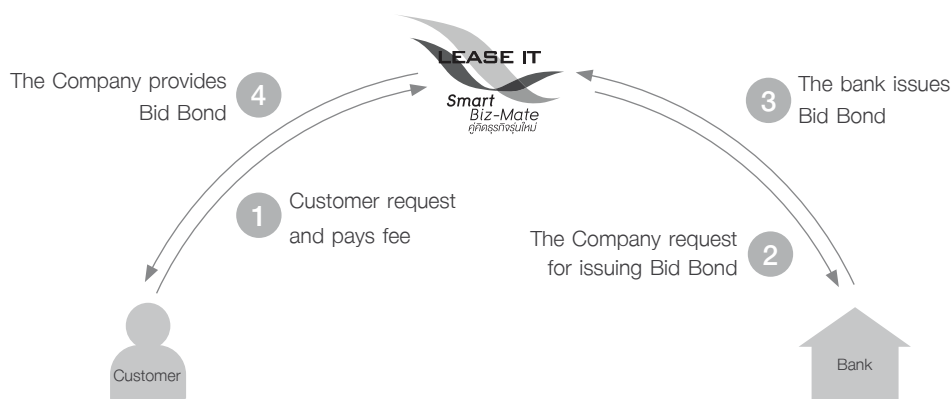 LEASE IT
Smart
Biz-Mate
คู่คิดธุรกิจรุ่นใหม่
The Company provides
Bid Bond
4
3
The bank issues
Bid Bond
1
Customer request
and pays fee
The Company request
for issuing Bid Bond
2
Customer
Bank